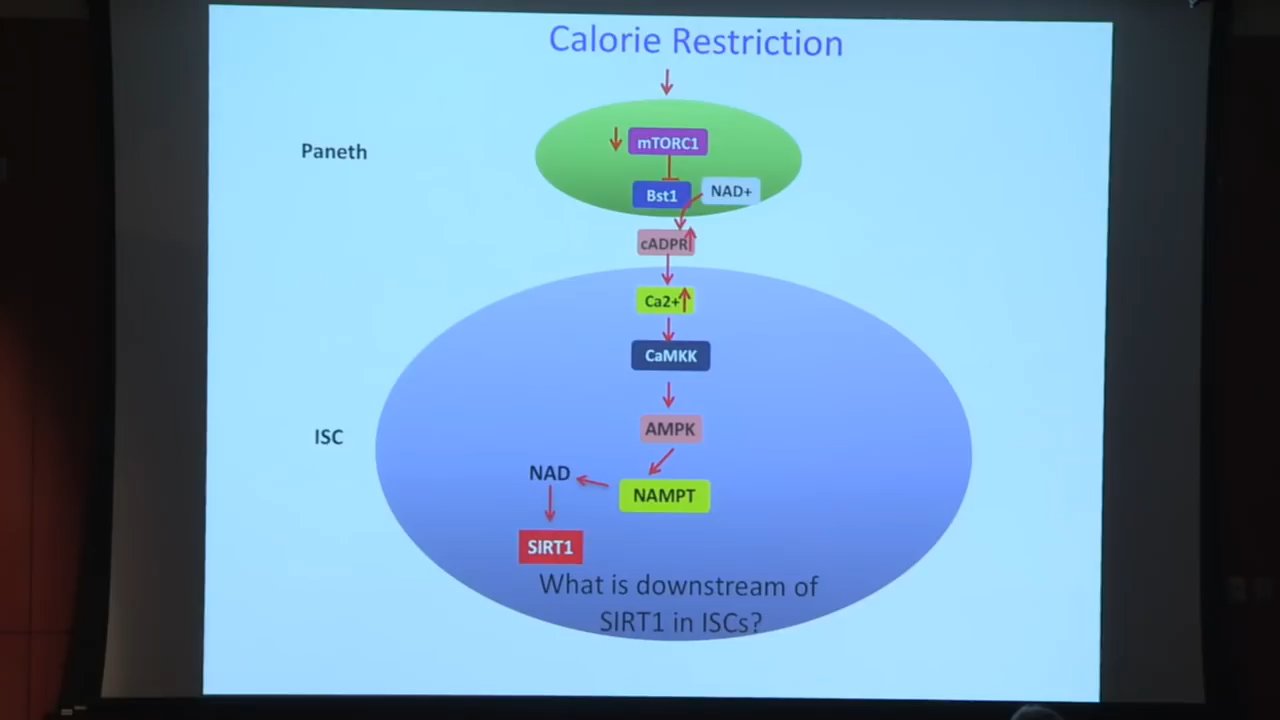 Calorie Restriction
Paneth
mTORC1
Bst1
NAD+
cADPR
Ca2+
CaMKK
ISC
AMPK
NAD
NAMPT
SIRT1
What is downstream of
SIRT1 in ISCs?